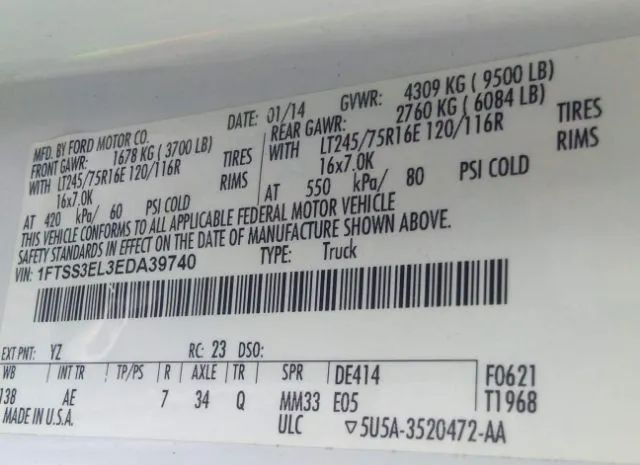 MFD. BY FORD MOTOR CO. DATE: 01/14 GVWR: 4309 KG ( 9500 LB)
FRONT GAWR: 1678 KG ( 3700 LB) REAR GAWR: 2760 KG ( 6084 LB)
WITH LT245/75R16E 120/116R TIRES WITH LT245/75R16E 120/116R TIRES
16x7.0K RIMS 16x7.0K RIMS
AT 420 kPa/ 60 PSI COLD AT 550 kPa/ 80 PSI COLD
THIS VEHICLE CONFORMS TO ALL APPLICABLE FEDERAL MOTOR VEHICLE
SAFETY STANDARDS IN EFFECT ON THE DATE OF MANUFACTURE SHOWN ABOVE.
VIN: 1FTSS3EL3EDA39740 TYPE: Truck
EXT PNT: YZ RC: 23 DSO:
WB INT TR TP/PS R AXLE TR SPR DE414 F0621
138 AE 7 34 Q MM33 E05 T1968
MADE IN U.S.A. ULC ▽5U5A-3520472-AA